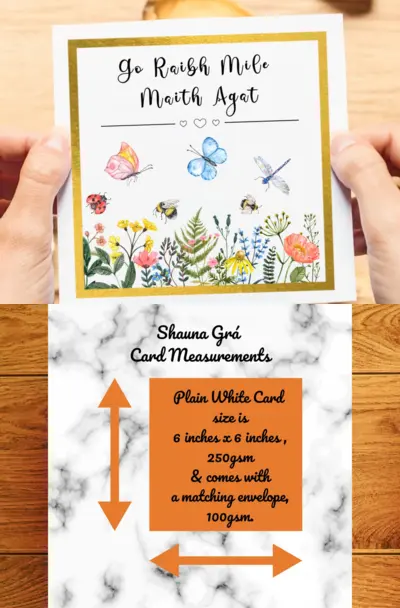 Go Raibh Mile
Maith Agat
Shauna Grá
Card Measurements
Plain White Card
size is
6 inches x 6 inches ,
250gsm
& comes with
a matching envelope,
100gsm.